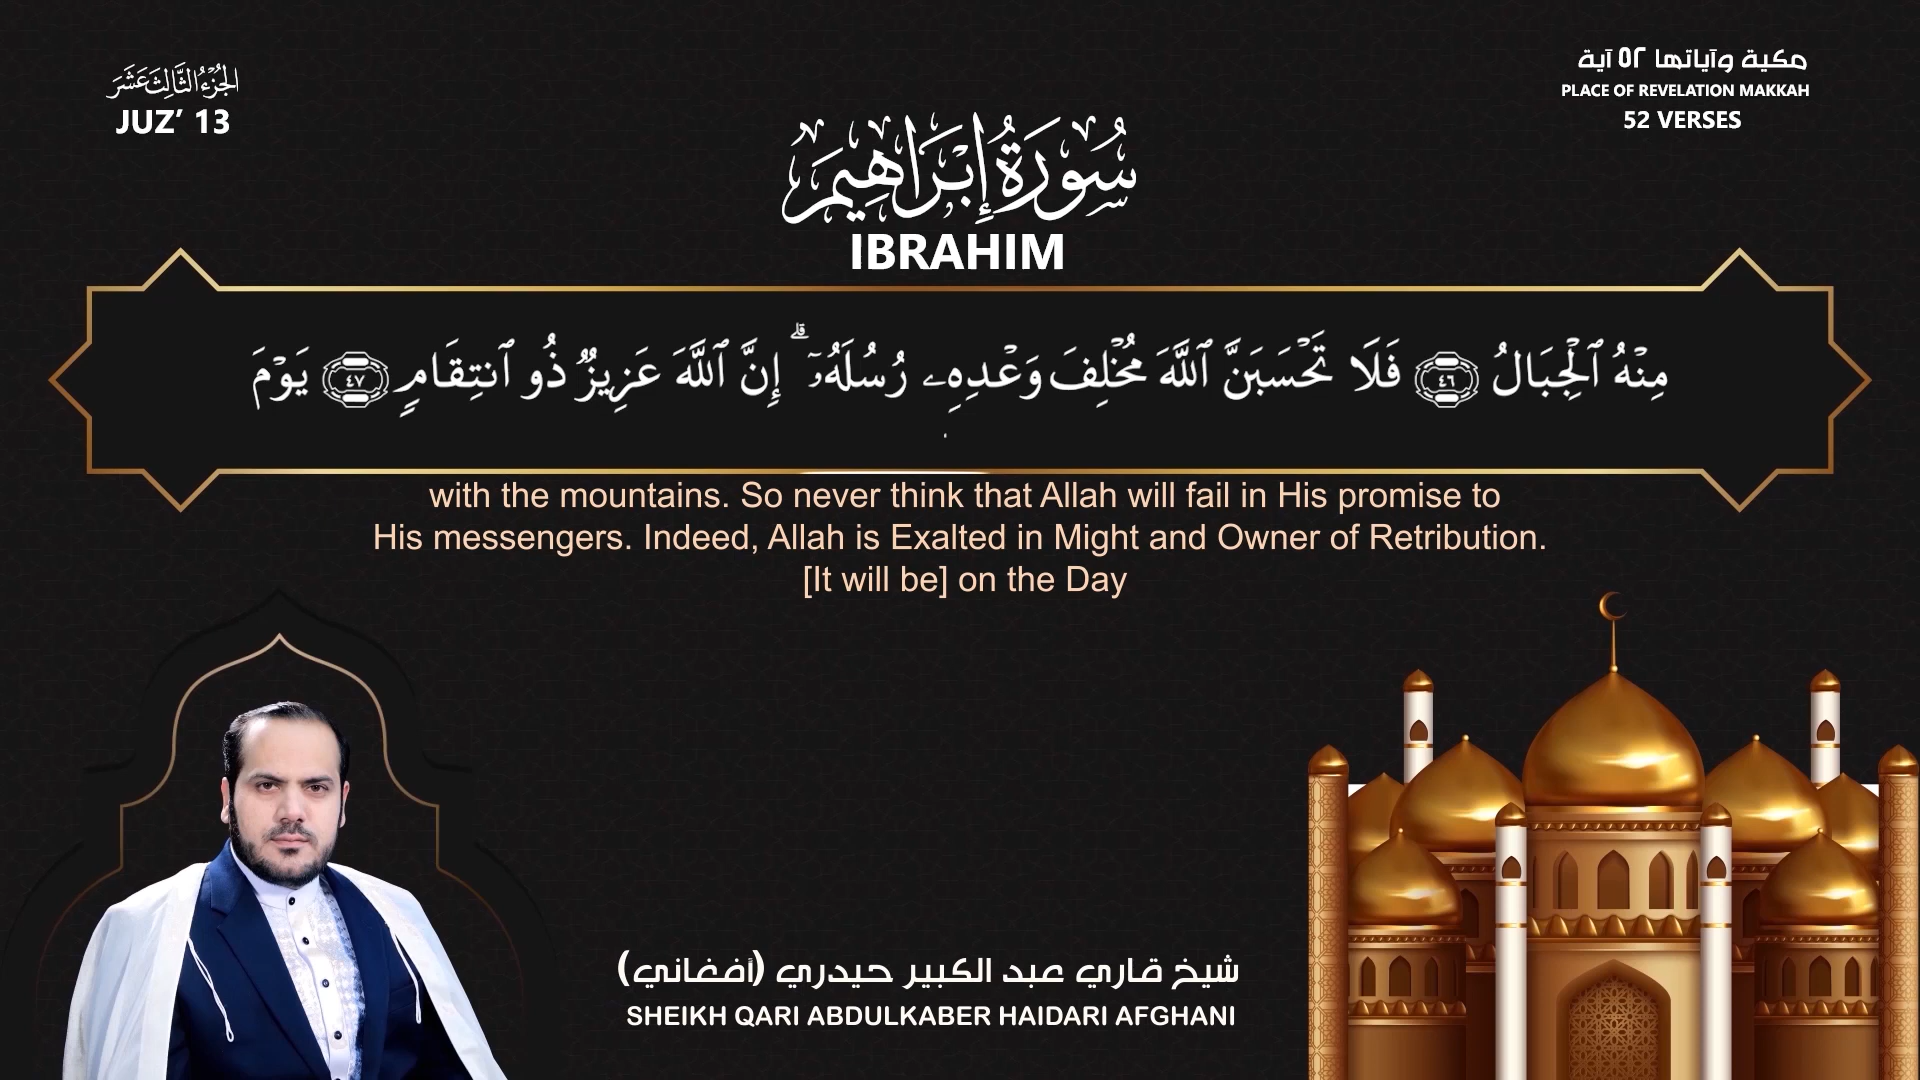 الجُزْءُ الثَّالِثَ عَشَرَ
JUZ’ 13
مكية وآياتها ٥٢ آية
PLACE OF REVELATION MAKKAH
52 VERSES
سُورَةُ إِبْرَاهِيمَ
IBRAHIM
مِنْهُ ٱلْجِبَالُ ٤٦ فَلَا تَحْسَبَنَّ ٱللَّهَ مُخْلِفَ وَعْدِهِۦ رُسُلَهُۥٓ ۗ إِنَّ ٱللَّهَ عَزِيزٌ ذُو ٱنتِقَامٍ ٤٧ يَوْمَ
with the mountains. So never think that Allah will fail in His promise to
His messengers. Indeed, Allah is Exalted in Might and Owner of Retribution.
[It will be] on the Day
شيخ قاري عبد الكبير حيدري (أفغاني)
SHEIKH QARI ABDULKABER HAIDARI AFGHANI